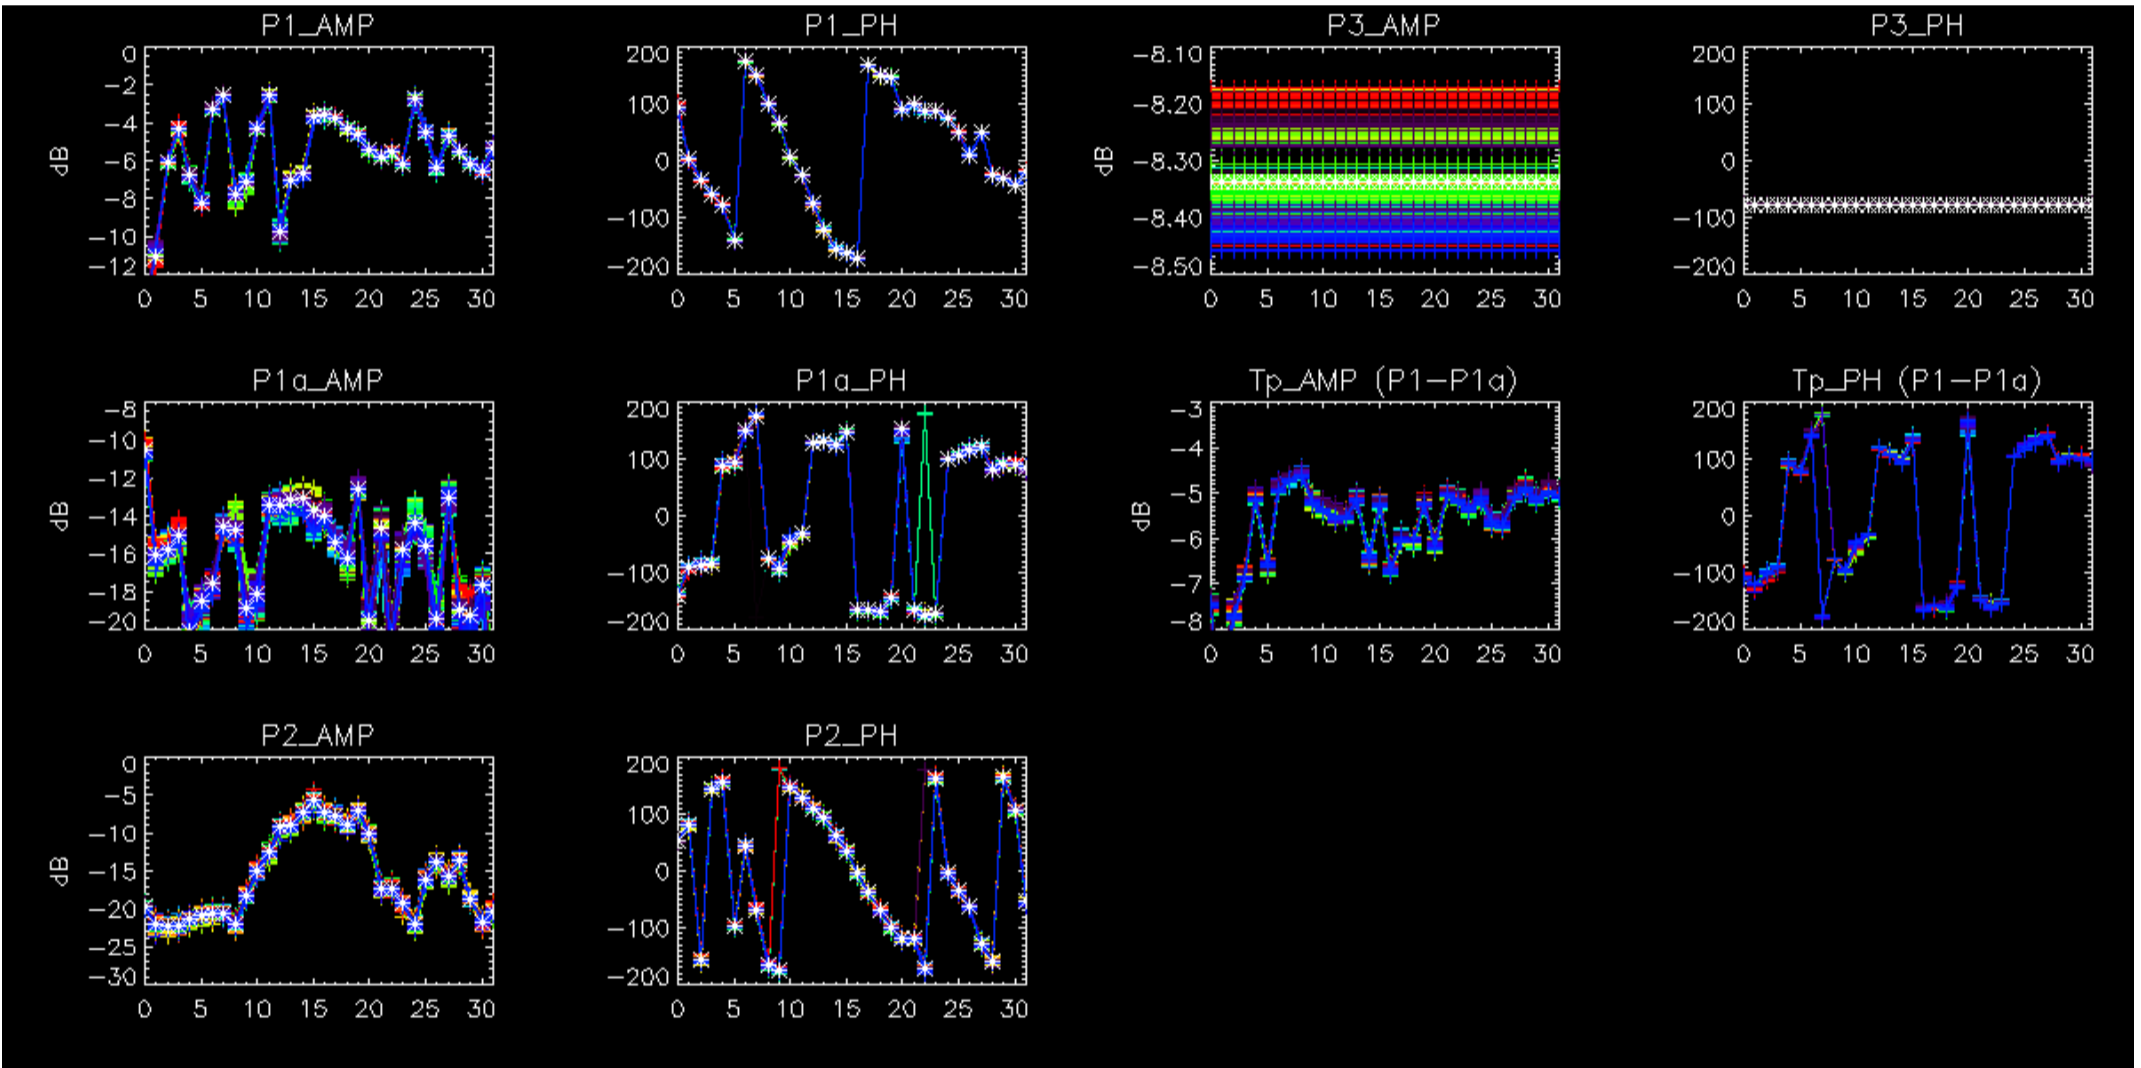 P1_AMP P1_PH P3_AMP P3_PH
0 -2 -4 -6 -8 -10 -12
dB
0 5 10 15 20 25 30
200 100 0 -100 -200
0 5 10 15 20 25 30
-8.10 -8.20 -8.30 -8.40 -8.50
dB
0 5 10 15 20 25 30
200 100 0 -100 -200
0 5 10 15 20 25 30
P1a_AMP P1a_PH Tp_AMP (P1-P1a) Tp_PH (P1-P1a)
-8 -10 -12 -14 -16 -18 -20
dB
0 5 10 15 20 25 30
200 100 0 -100 -200
0 5 10 15 20 25 30
-3 -4 -5 -6 -7 -8
dB
0 5 10 15 20 25 30
200 100 0 -100 -200
0 5 10 15 20 25 30
P2_AMP P2_PH
0 -5 -10 -15 -20 -25 -30
dB
0 5 10 15 20 25 30
200 100 0 -100 -200
0 5 10 15 20 25 30